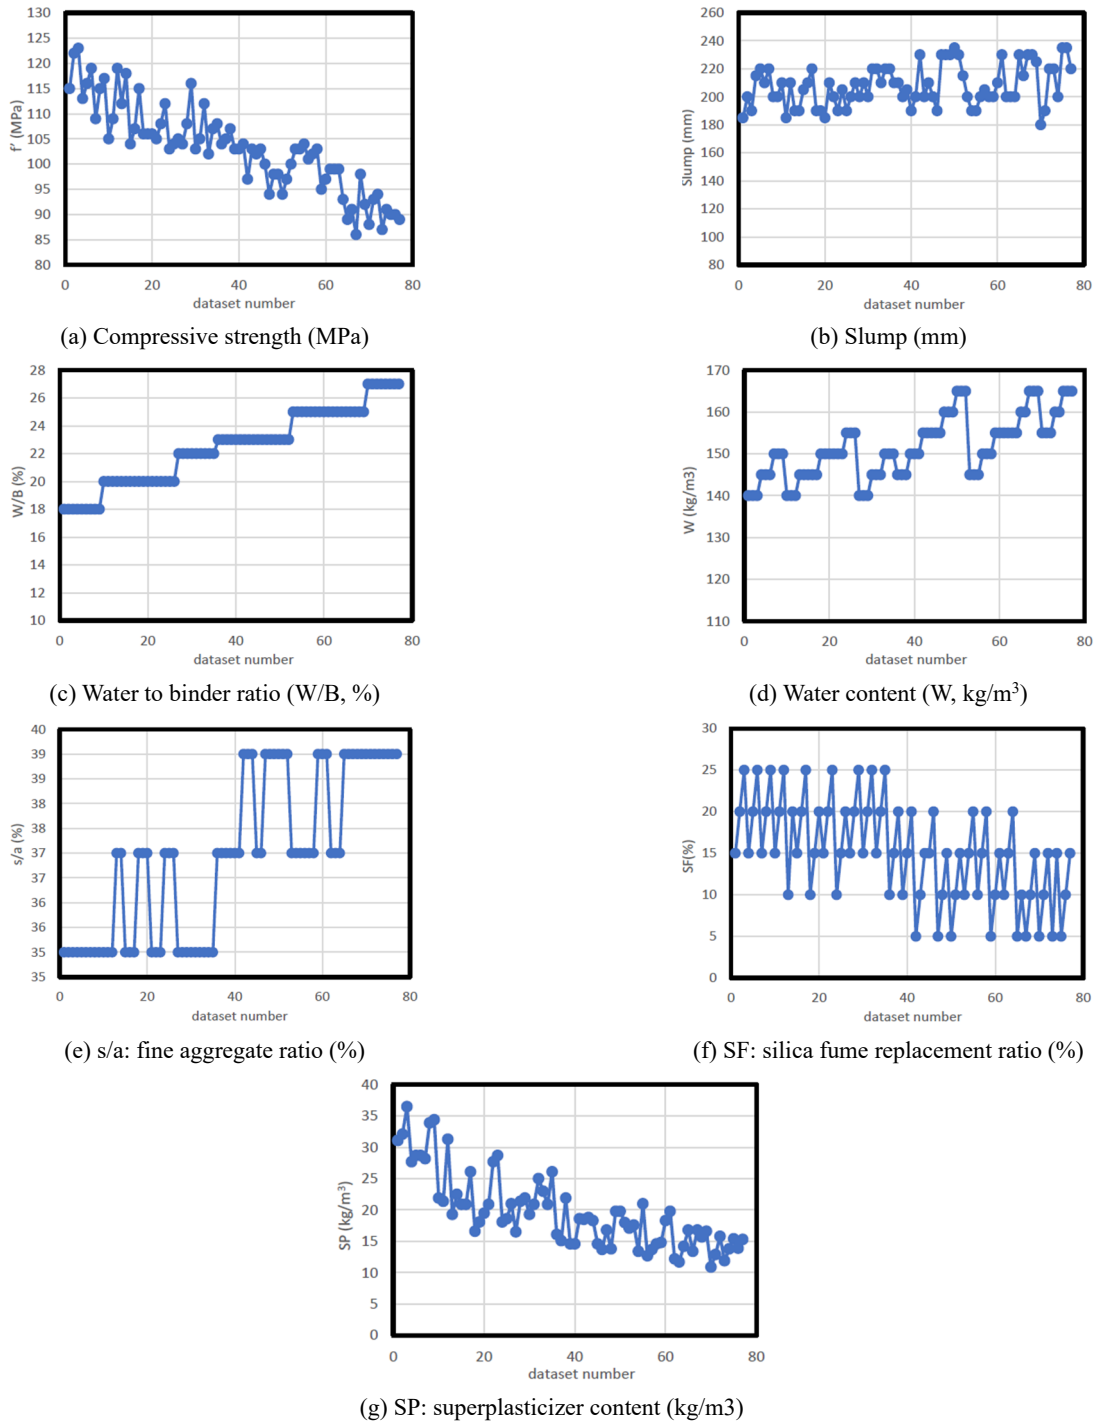 130
125
120
115
110
105
100
95
90
85
80
f' (MPa)
0 20 40 60 80
dataset number
(a) Compressive strength (MPa)
260
240
220
200
180
160
140
120
100
80
Slump (mm)
0 20 40 60 80
dataset number
(b) Slump (mm)
28
26
24
22
20
18
16
14
12
10
W/B (%)
0 20 40 60 80
dataset number
(c) Water to binder ratio (W/B, %)
170
160
150
140
130
120
110
W (kg/m3)
0 20 40 60 80
dataset number
(d) Water content (W, kg/m³)
40
39
39
38
38
37
37
36
36
35
35
s/a (%)
0 20 40 60 80
dataset number
(e) s/a: fine aggregate ratio (%)
30
25
20
15
10
5
0
SF(%)
0 20 40 60 80
dataset number
(f) SF: silica fume replacement ratio (%)
40
35
30
25
20
15
10
5
0
SP (kg/m³)
0 20 40 60 80
dataset number
(g) SP: superplasticizer content (kg/m3)